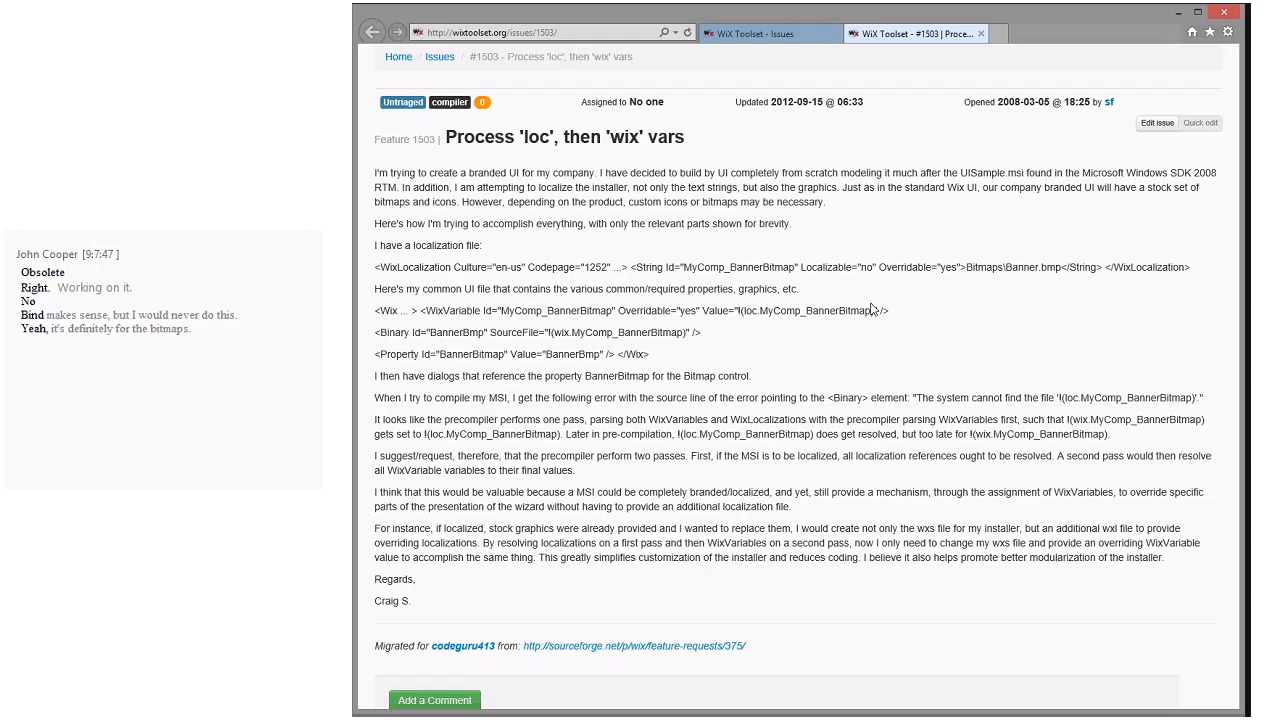 John Cooper [9:7:47 ]
Obsolete
Right. Working on it.
No
Bind makes sense, but I would never do this.
Yeah, it's definitely for the bitmaps.
http://wixtoolset.org/issues/1503/
WiX Toolset - Issues
WiX Toolset - #1503 | Proce...
Home / Issues / #1503 - Process 'loc', then 'wix' vars
Untriaged compiler 0 Assigned to No one Updated 2012-09-15 @ 06:33 Opened 2008-03-05 @ 18:25 by sf
Edit issue Quick edit
Feature 1503 | Process 'loc', then 'wix' vars
I'm trying to create a branded UI for my company. I have decided to build by UI completely from scratch modeling it much after the UISample.msi found in the Microsoft Windows SDK 2008
RTM. In addition, I am attempting to localize the installer, not only the text strings, but also the graphics. Just as in the standard Wix UI, our company branded UI will have a stock set of
bitmaps and icons. However, depending on the product, custom icons or bitmaps may be necessary.
Here's how I'm trying to accomplish everything, with only the relevant parts shown for brevity.
I have a localization file:
<WixLocalization Culture="en-us" Codepage="1252" ...> <String Id="MyComp_BannerBitmap" Localizable="no" Overridable="yes">Bitmaps\Banner.bmp</String> </WixLocalization>
Here's my common UI file that contains the various common/required properties, graphics, etc.
<Wix ... > <WixVariable Id="MyComp_BannerBitmap" Overridable="yes" Value="!(loc.MyComp_BannerBitmap) />
<Binary Id="BannerBmp" SourceFile="!(wix.MyComp_BannerBitmap)" />
<Property Id="BannerBitmap" Value="BannerBmp" /> </Wix>
I then have dialogs that reference the property BannerBitmap for the Bitmap control.
When I try to compile my MSI, I get the following error with the source line of the error pointing to the <Binary> element: "The system cannot find the file '!(loc.MyComp_BannerBitmap)'."
It looks like the precompiler performs one pass, parsing both WixVariables and WixLocalizations with the precompiler parsing WixVariables first, such that !(wix.MyComp_BannerBitmap)
gets set to !(loc.MyComp_BannerBitmap). Later in pre-compilation, !(loc.MyComp_BannerBitmap) does get resolved, but too late for !(wix.MyComp_BannerBitmap).
I suggest/request, therefore, that the precompiler perform two passes. First, if the MSI is to be localized, all localization references ought to be resolved. A second pass would then resolve
all WixVariable variables to their final values.
I think that this would be valuable because a MSI could be completely branded/localized, and yet, still provide a mechanism, through the assignment of WixVariables, to override specific
parts of the presentation of the wizard without having to provide an additional localization file.
For instance, if localized, stock graphics were already provided and I wanted to replace them, I would create not only the wxs file for my installer, but an additional wxl file to provide
overriding localizations. By resolving localizations on a first pass and then WixVariables on a second pass, now I only need to change my wxs file and provide an overriding WixVariable
value to accomplish the same thing. This greatly simplifies customization of the installer and reduces coding. I believe it also helps promote better modularization of the installer.
Regards,
Craig S.
Migrated for codeguru413 from: http://sourceforge.net/p/wix/feature-requests/375/
Add a Comment